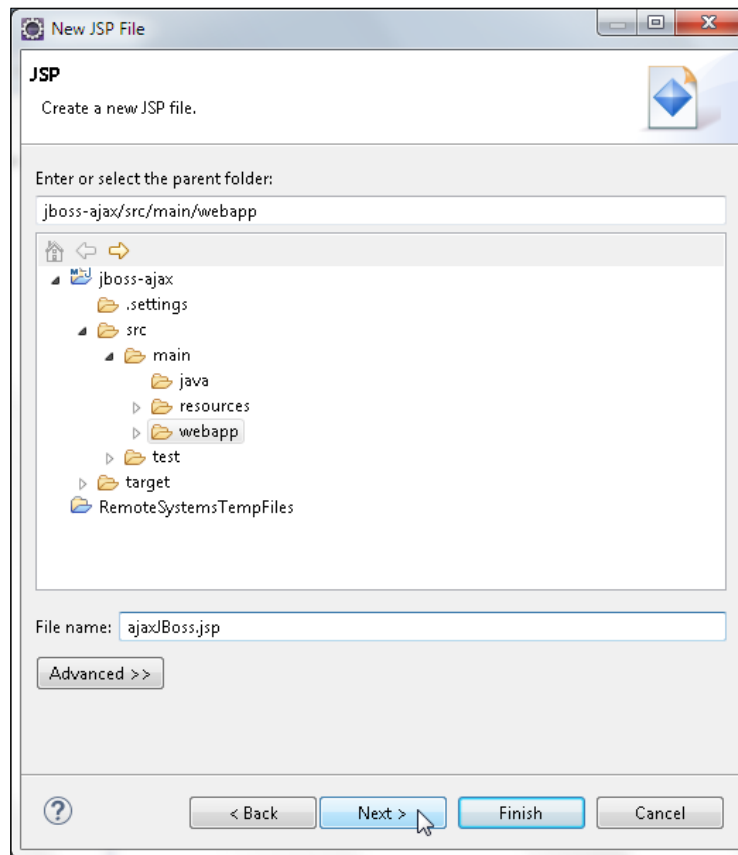 New JSP File
JSP
Create a new JSP file.
Enter or select the parent folder:
jboss-ajax/src/main/webapp
jboss-ajax
.settings
src
main
java
resources
webapp
test
target
RemoteSystemsTempFiles
File name: ajaxJBoss.jsp
Advanced >>
? < Back Next > Finish Cancel